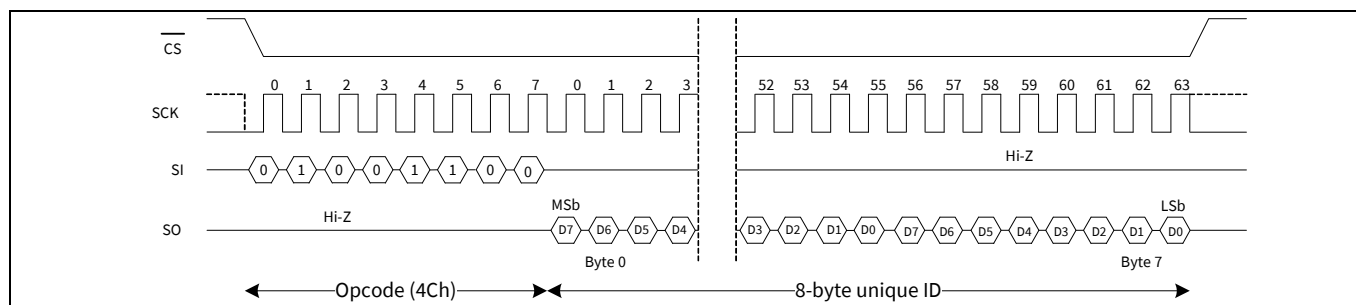 CS
0 1 2 3 4 5 6 7 0 1 2 3 52 53 54 55 56 57 58 59 60 61 62 63
SCK
Hi-Z
SI 0 1 0 0 1 1 0 0
MSb LSb
Hi-Z
SO D7 D6 D5 D4 D3 D2 D1 D0 D7 D6 D5 D4 D3 D2 D1 D0
Byte 0 Byte 7
Opcode (4Ch) 8-byte unique ID